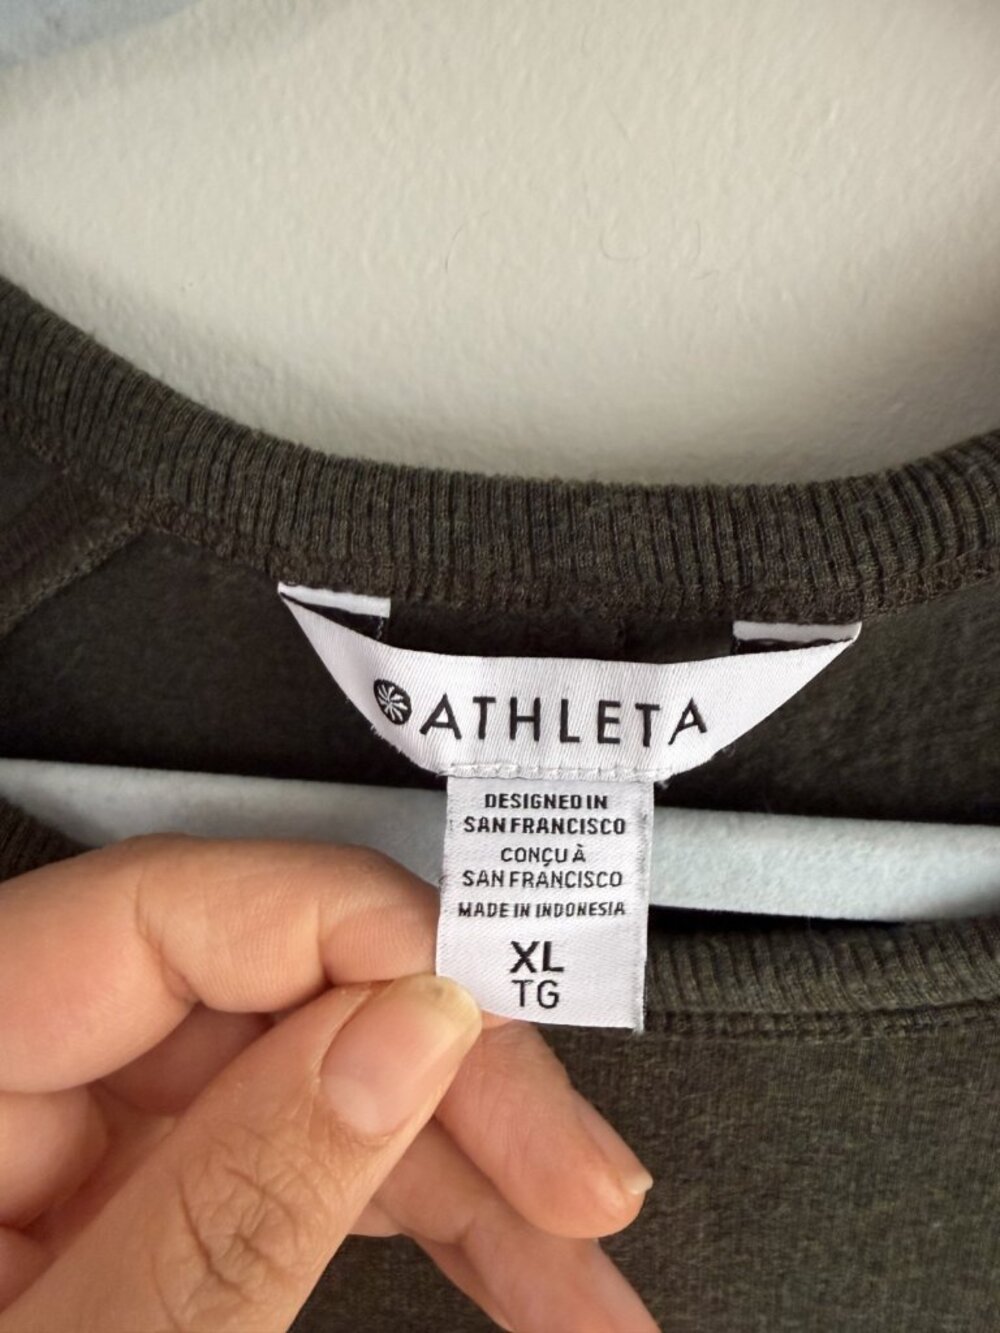 ATHLETA
DESIGNED IN
SAN FRANCISCO
CONÇU À
SAN FRANCISCO
MADE IN INDONESIA
XL
TG